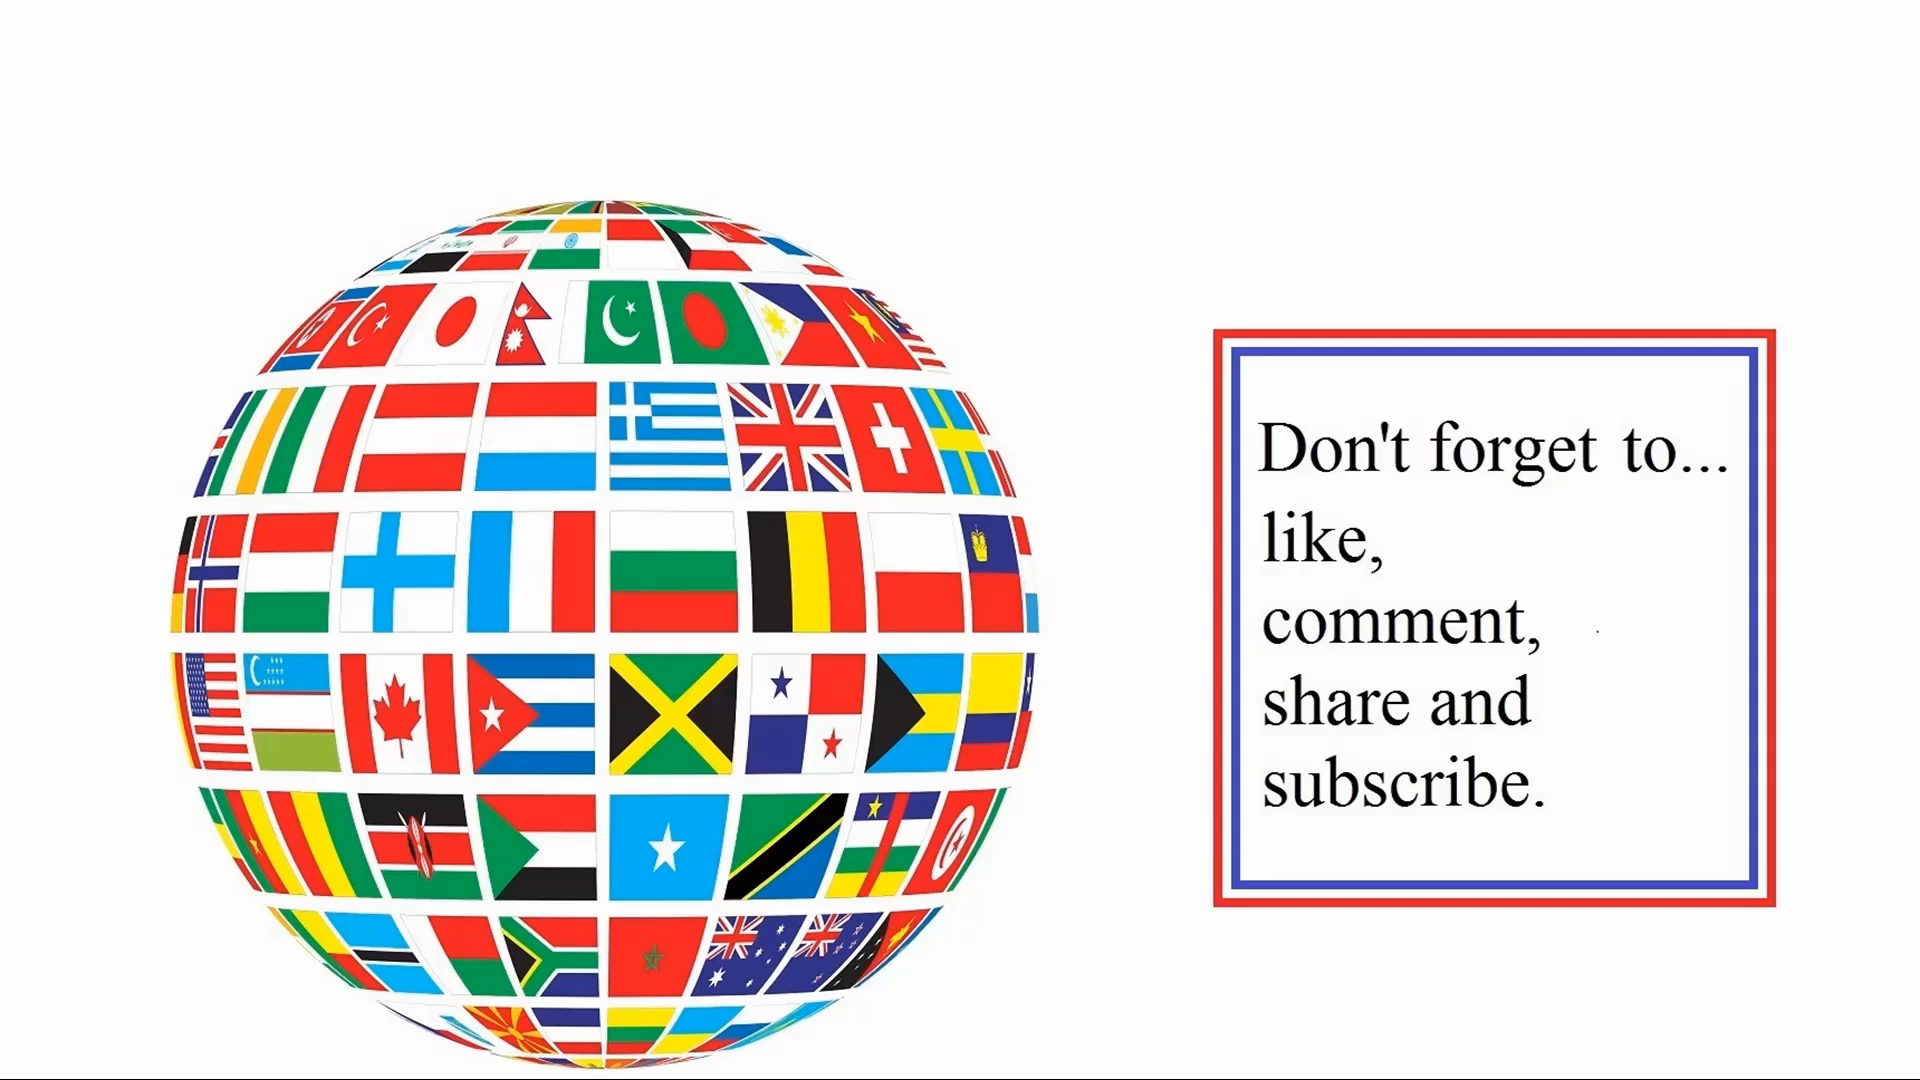 Don't forget to...
like,
comment,
share and
subscribe.